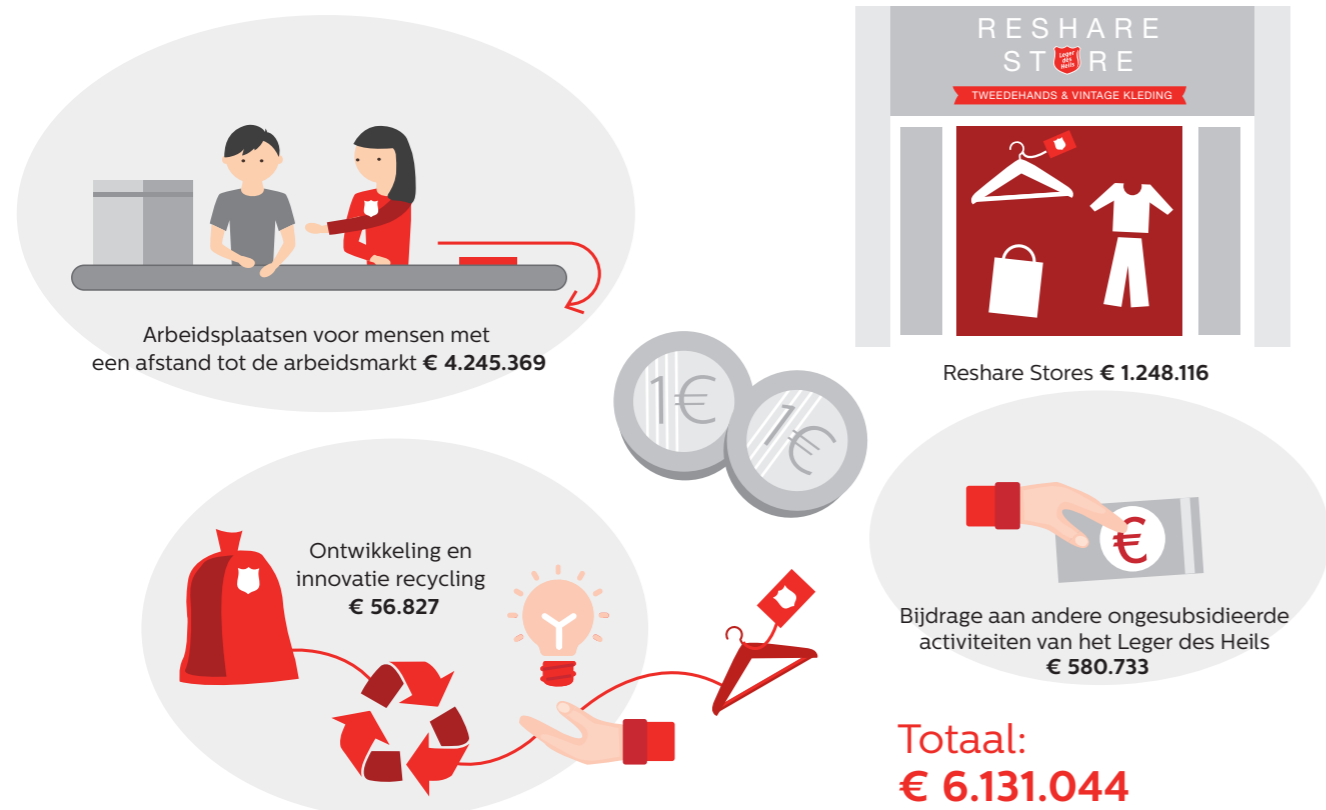 RESHARE
STORE
Leger
des
Heils
TWEEDEHANDS & VINTAGE KLEDING
Arbeidsplaatsen voor mensen met
een afstand tot de arbeidsmarkt € 4.245.369
Reshare Stores € 1.248.116
1€
1€
Ontwikkeling en
innovatie recycling
€ 56.827
€
Bijdrage aan andere ongesubsidieerde
activiteiten van het Leger des Heils
€ 580.733
Totaal:
€ 6.131.044